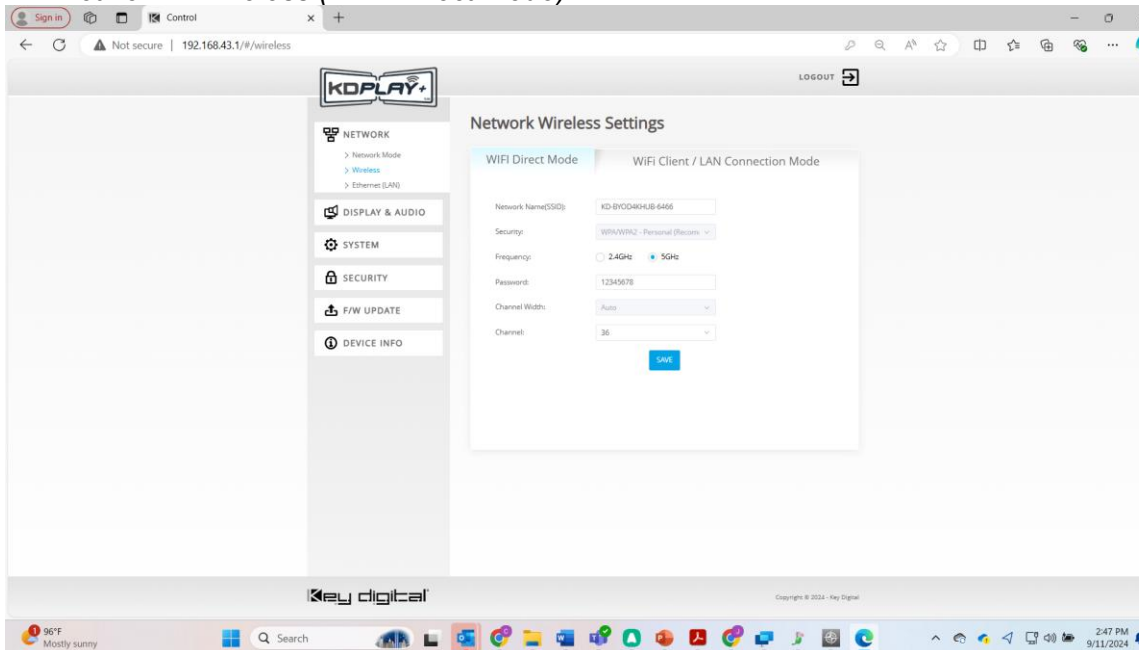 Sign in
Control
Not secure | 192.168.43.1/#/wireless
KDPLAY+
LOGOUT
NETWORK
> Network Mode
> Wireless
> Ethernet (LAN)
DISPLAY & AUDIO
SYSTEM
SECURITY
F/W UPDATE
DEVICE INFO
Network Wireless Settings
WIFI Direct Mode
WiFi Client / LAN Connection Mode
Network Name(SSID):
KD-BYOD4KHUB-6466
Security:
WPA/WPA2 - Personal (Recom
Frequency:
2.4GHz
5GHz
Password:
12345678
Channel Width:
Auto
Channel:
36
SAVE
Key digital
Copyright © 2024 - Key Digital
96°F
Mostly sunny
Search
2:47 PM
9/11/2024